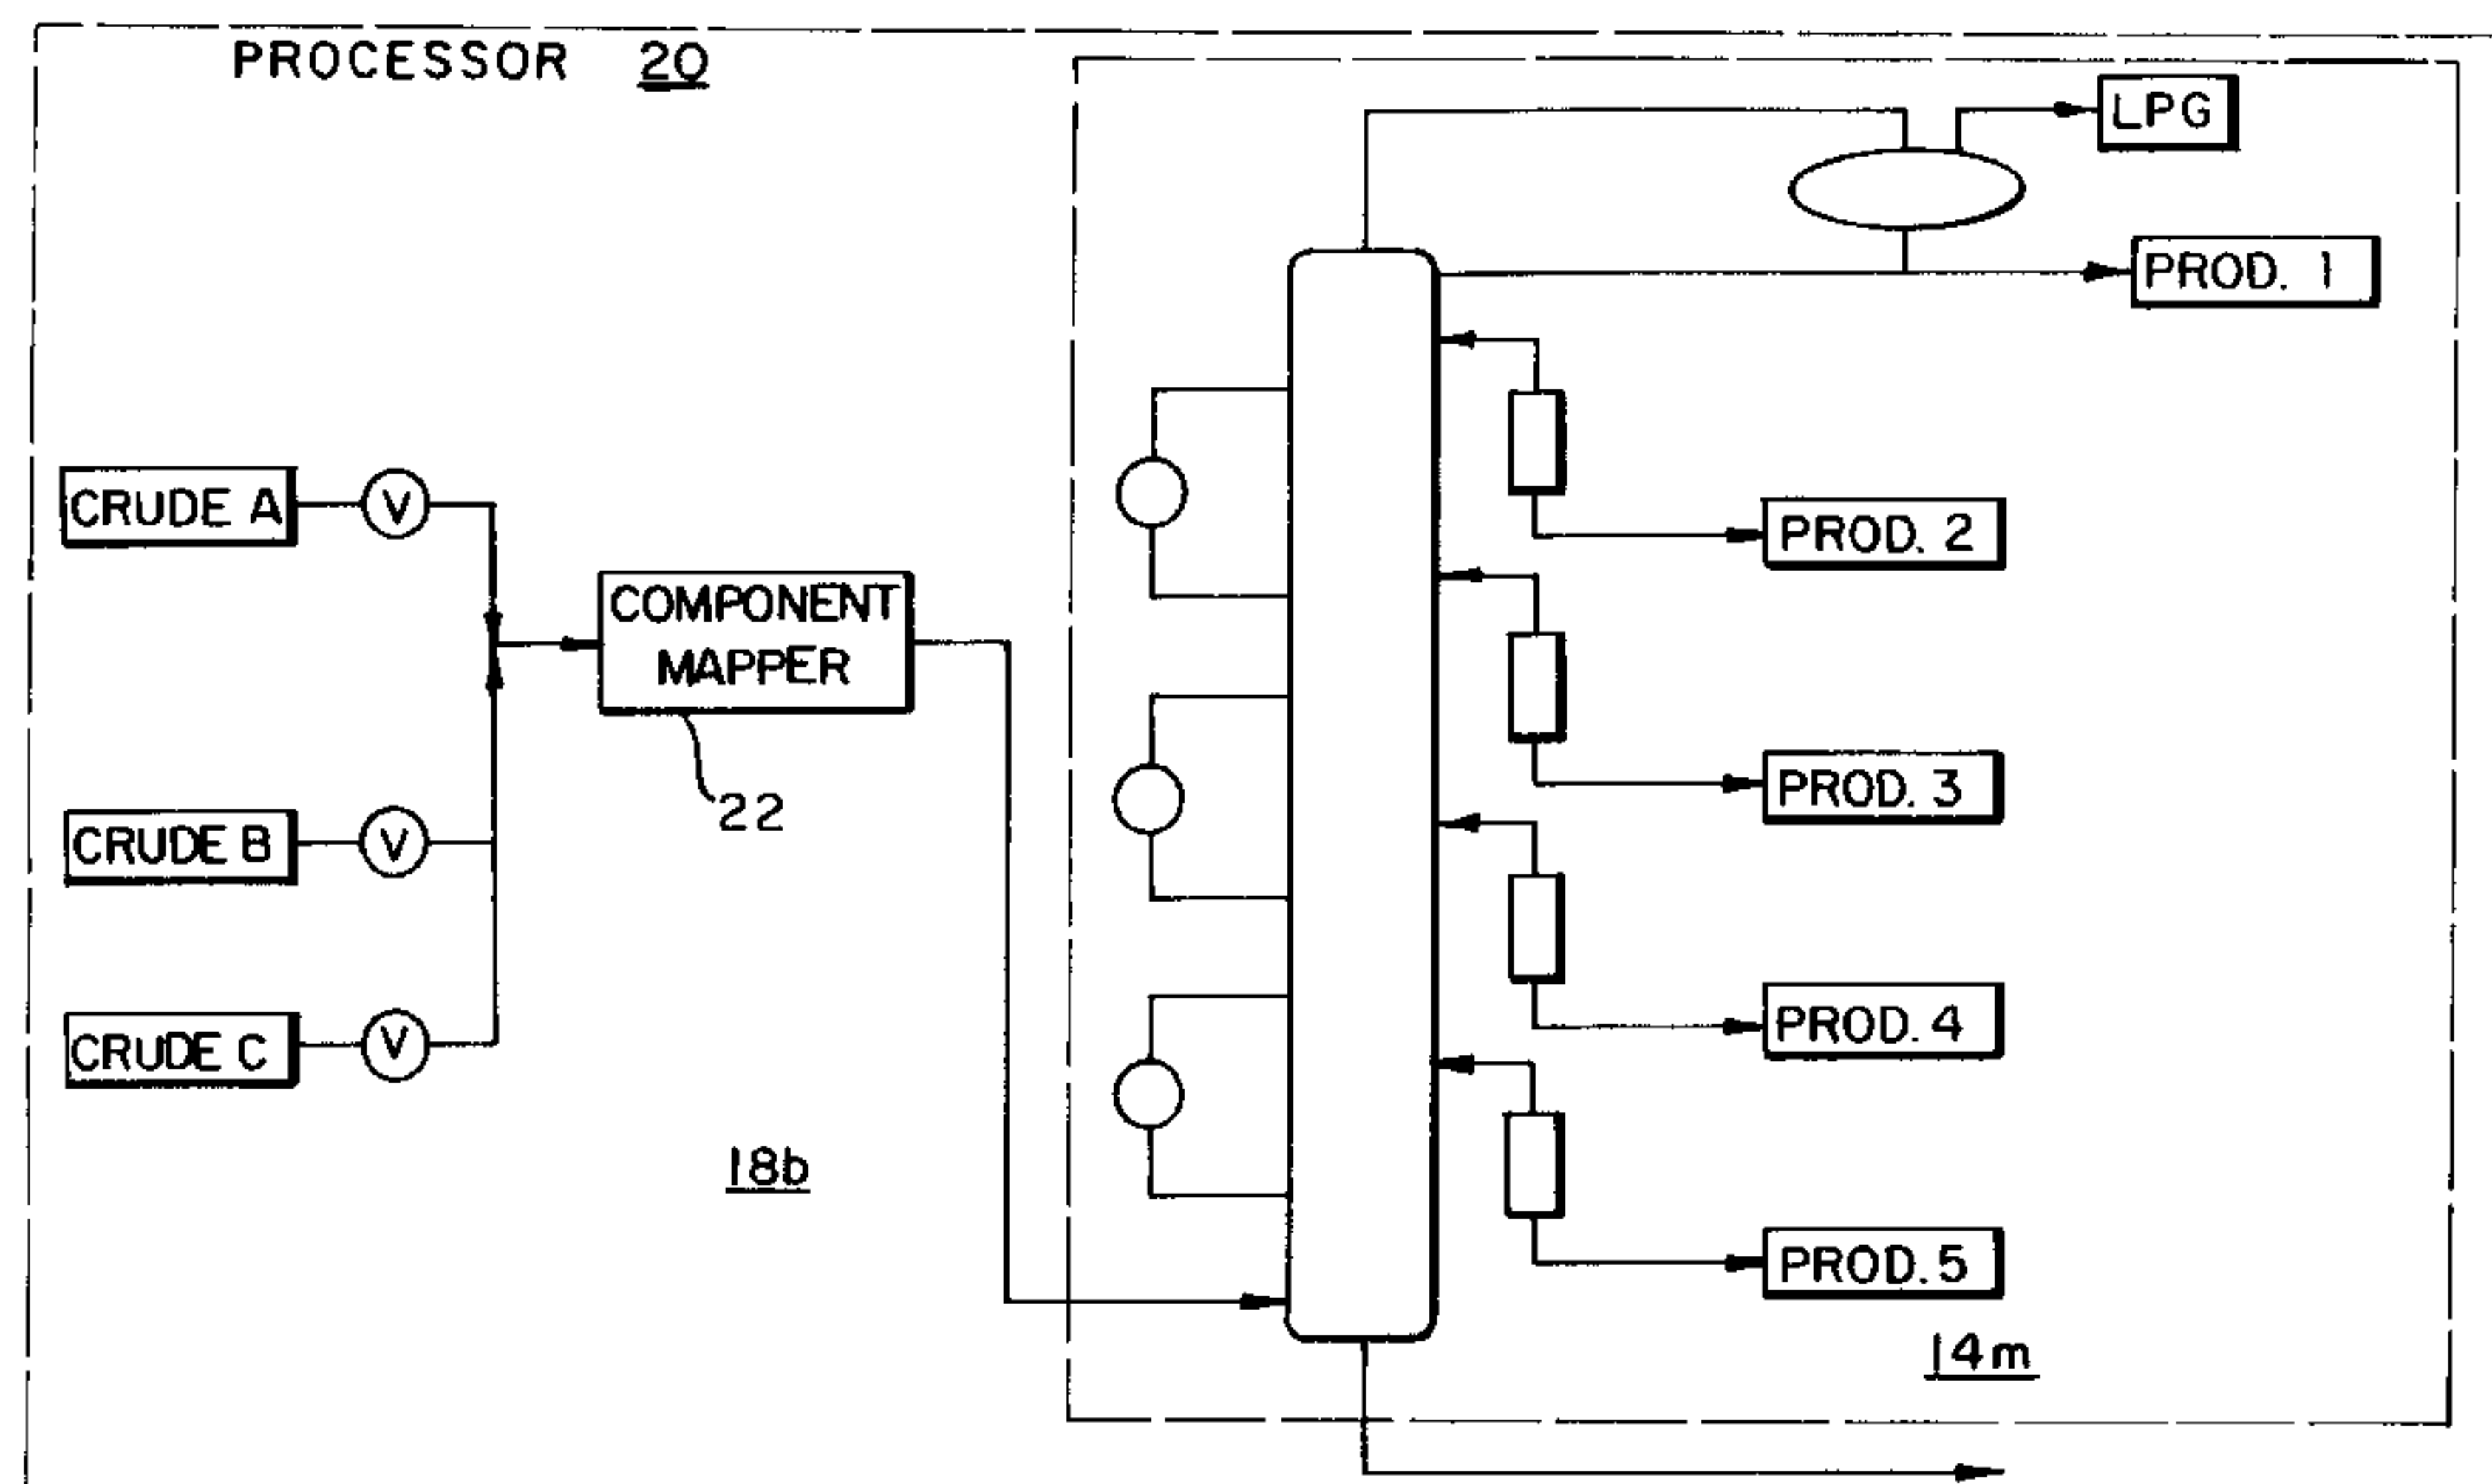 PROCESSOR 20
LPG
PROD. 1
CRUDE A
V
COMPONENT
MAPPER
22
CRUDE B
V
CRUDE C
V
18b
PROD. 2
PROD. 3
PROD. 4
PROD. 5
14m